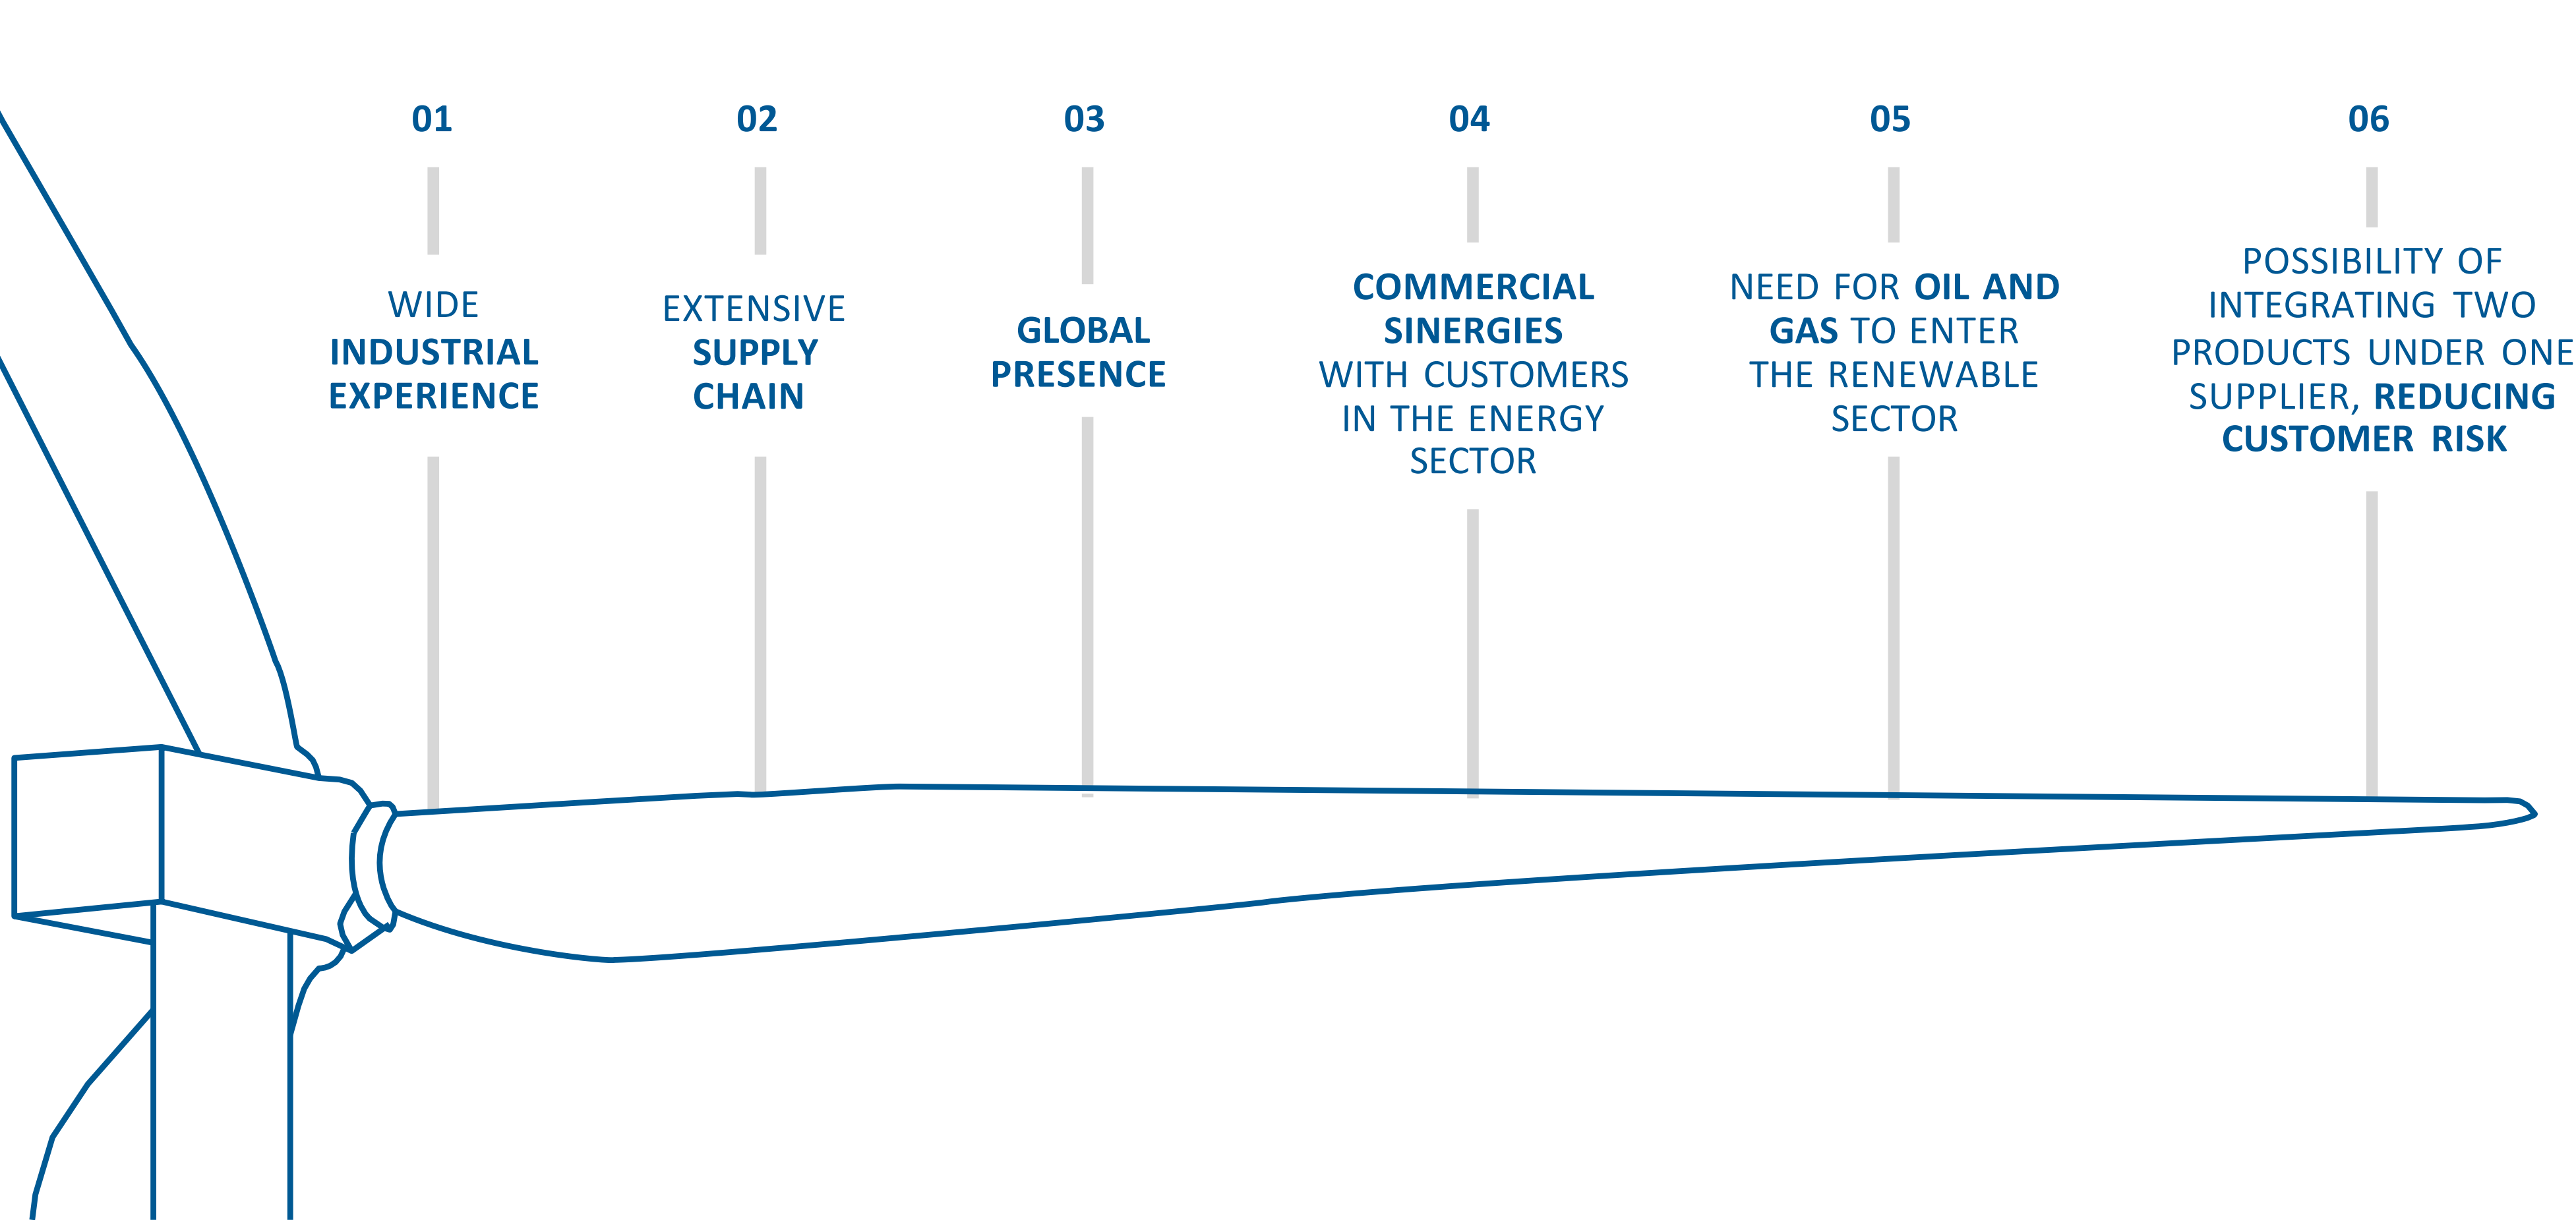 01
WIDE
INDUSTRIAL
EXPERIENCE
02
EXTENSIVE
SUPPLY
CHAIN
03
GLOBAL
PRESENCE
04
COMMERCIAL
SINERGIES
WITH CUSTOMERS
IN THE ENERGY
SECTOR
05
NEED FOR OIL AND
GAS TO ENTER
THE RENEWABLE
SECTOR
06
POSSIBILITY OF
INTEGRATING TWO
PRODUCTS UNDER ONE
SUPPLIER, REDUCING
CUSTOMER RISK